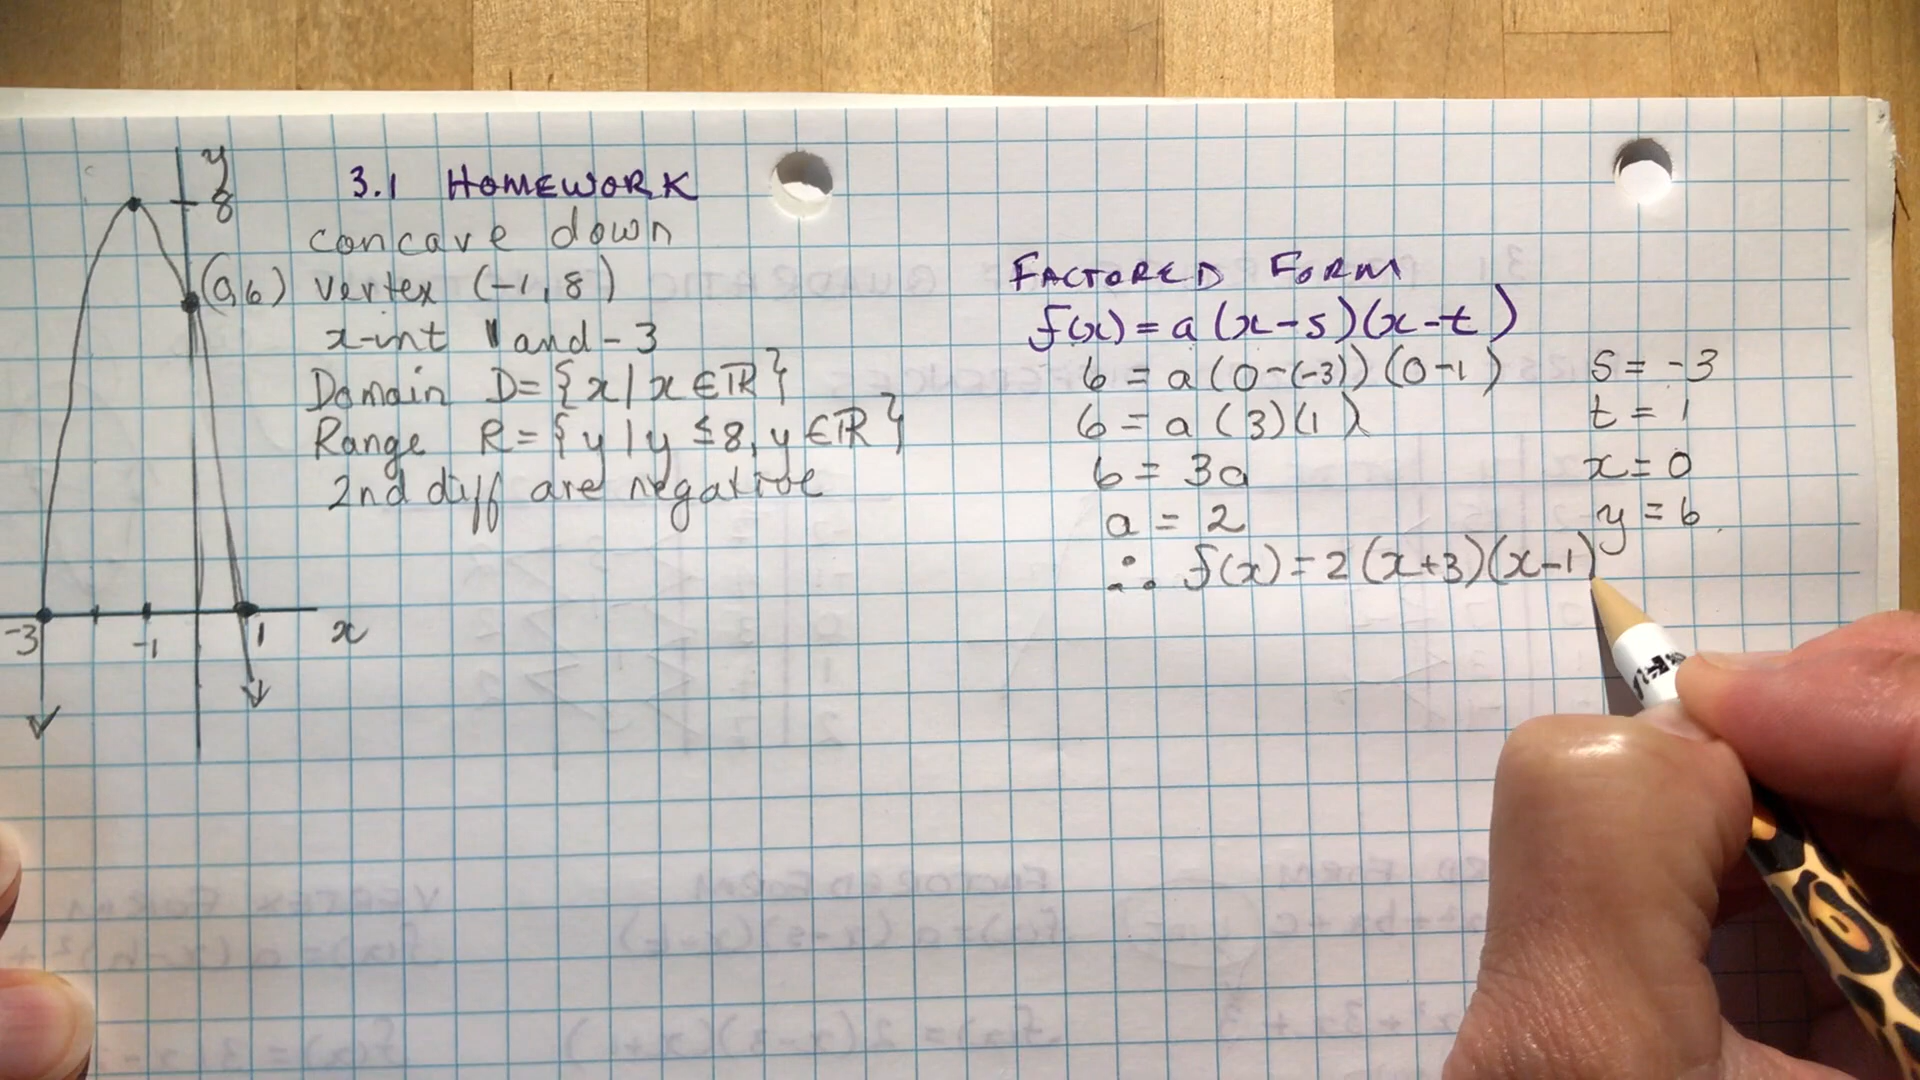 y
8
(0,6)
-3
-1
1
x
3.1 HOMEWORK
concave down
vertex (-1, 8)
x-int 1 and -3
Domain D={x/x∈ℝ}
Range R={y/y≤8, y∈ℝ}
2nd diff are negative
FACTORED FORM
f(x)=a(x-s)(x-t)
6=a(0-(-3))(0-1)
6=a(3)(1)
6=3a
a=2
∴ f(x)=2(x+3)(x-1)
s=-3
t=1
x=0
y=6